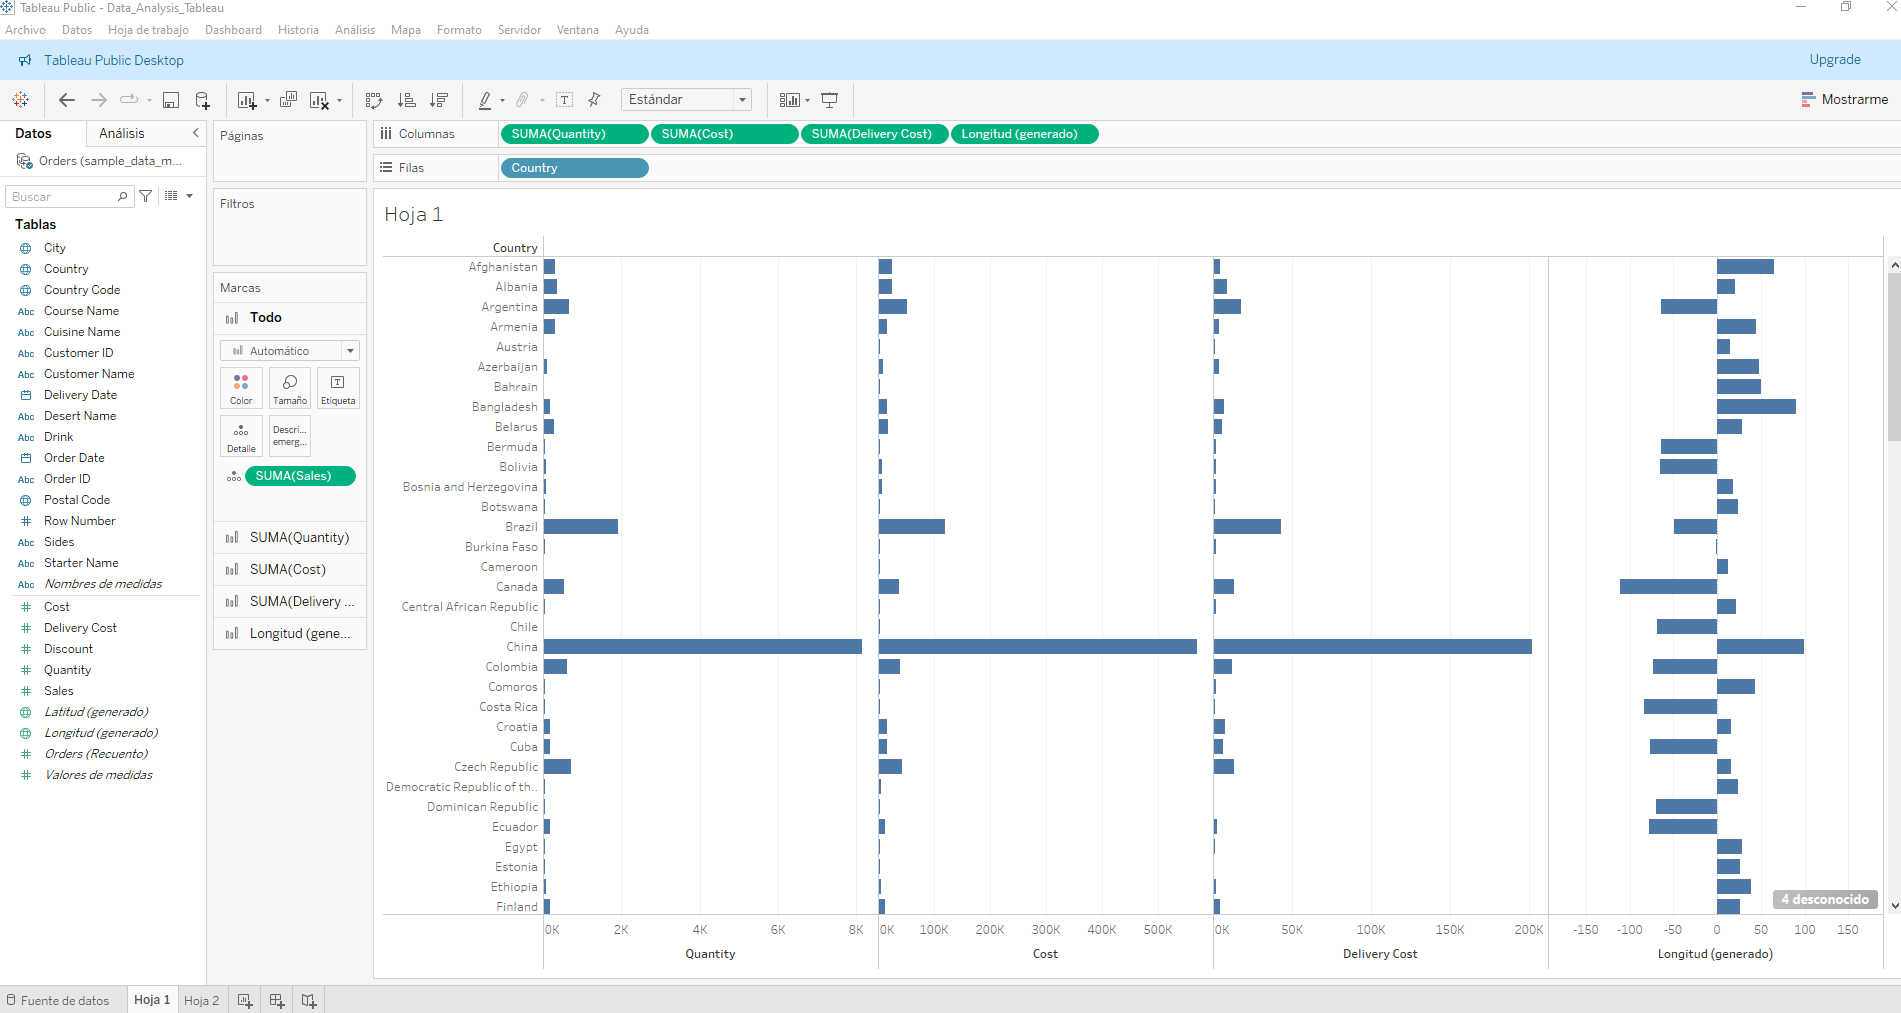 Tableau Public - Data_Analysis_Tableau
Archivo Datos Hoja de trabajo Dashboard Historia Análisis Mapa Formato Servidor Ventana Ayuda
Tableau Public Desktop Upgrade
Estándar Mostrarme
Datos Análisis
Orders (sample_data_m...
Buscar
Tablas
City
Country
Country Code
Abc Course Name
Abc Cuisine Name
Abc Customer ID
Abc Customer Name
Delivery Date
Abc Desert Name
Abc Drink
Order Date
Abc Order ID
Postal Code
# Row Number
Abc Sides
Abc Starter Name
Abc Nombres de medidas
# Cost
# Delivery Cost
# Discount
# Quantity
# Sales
Latitud (generado)
Longitud (generado)
# Orders (Recuento)
# Valores de medidas
Páginas
Filtros
Marcas
Todo
Automático
Color Tamaño Etiqueta
Detalle Descri... emerg...
SUMA(Sales)
SUMA(Quantity)
SUMA(Cost)
SUMA(Delivery ...
Longitud (gene...
Columnas SUMA(Quantity) SUMA(Cost) SUMA(Delivery Cost) Longitud (generado)
Filas Country
Hoja 1
Country
Afghanistan
Albania
Argentina
Armenia
Austria
Azerbaijan
Bahrain
Bangladesh
Belarus
Bermuda
Bolivia
Bosnia and Herzegovina
Botswana
Brazil
Burkina Faso
Cameroon
Canada
Central African Republic
Chile
China
Colombia
Comoros
Costa Rica
Croatia
Cuba
Czech Republic
Democratic Republic of th..
Dominican Republic
Ecuador
Egypt
Estonia
Ethiopia
Finland
4 desconocido
0K 2K 4K 6K 8K 0K 100K 200K 300K 400K 500K 0K 50K 100K 150K 200K -150 -100 -50 0 50 100 150
Quantity Cost Delivery Cost Longitud (generado)
Fuente de datos Hoja 1 Hoja 2